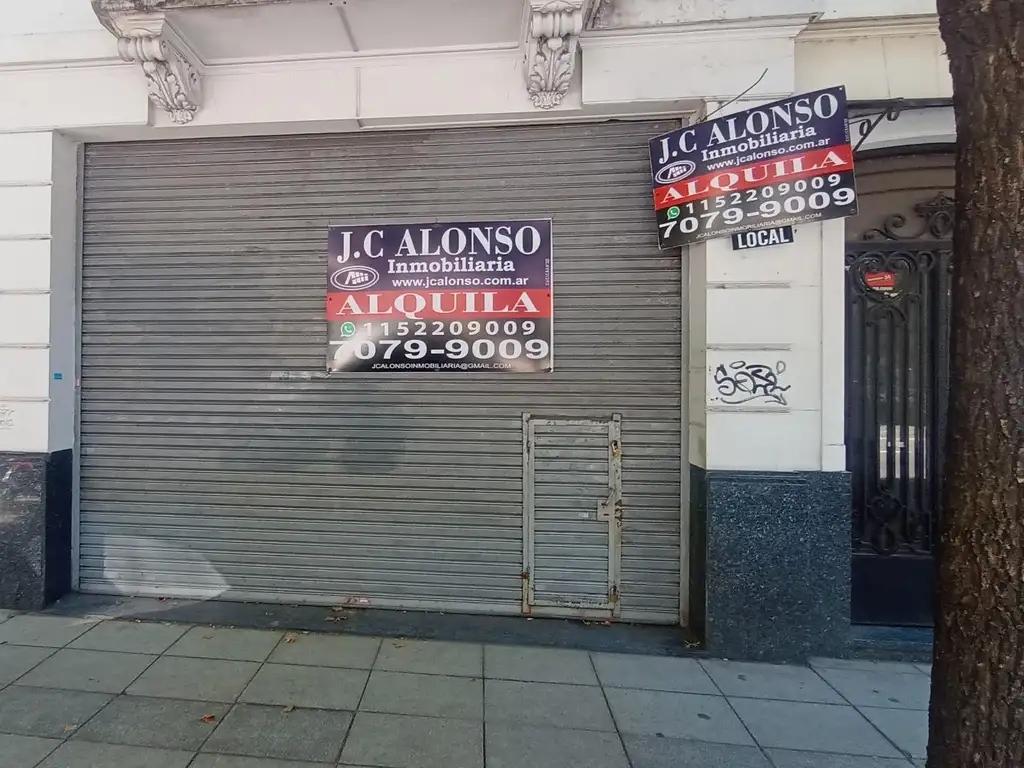 J.C ALONSO
Inmobiliaria
www.jcalonso.com.ar
ALQUILA
1152209009
7079-9009
JCALONSOINMOBILIARIA@GMAIL.COM
J.C ALONSO
Inmobiliaria
www.jcalonso.com.ar
ALQUILA
1152209009
7079-9009
JCALONSOINMOBILIARIA@GMAIL.COM
LOCAL